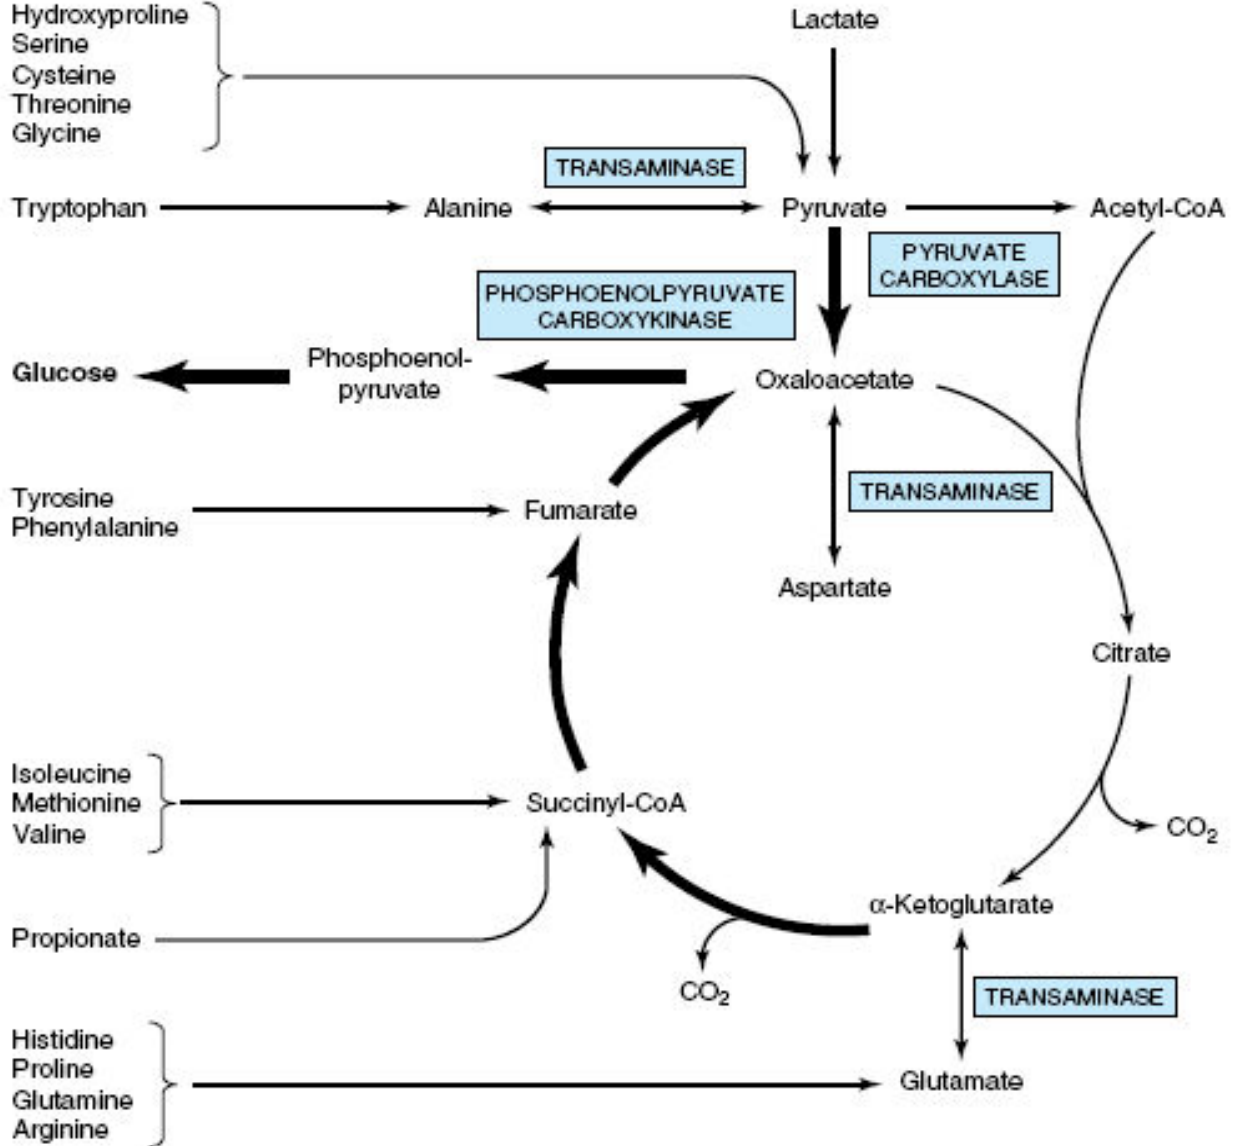 Hydroxyproline
Serine
Cysteine
Threonine
Glycine
Lactate
TRANSAMINASE
Tryptophan
Alanine
Pyruvate
Acetyl-CoA
PYRUVATE
CARBOXYLASE
PHOSPHOENOLPYRUVATE
CARBOXYKINASE
Glucose
Phosphoenol-
pyruvate
Oxaloacetate
TRANSAMINASE
Tyrosine
Phenylalanine
Fumarate
Aspartate
Citrate
Isoleucine
Methionine
Valine
Succinyl-CoA
CO₂
α-Ketoglutarate
Propionate
CO₂
TRANSAMINASE
Histidine
Proline
Glutamine
Arginine
Glutamate